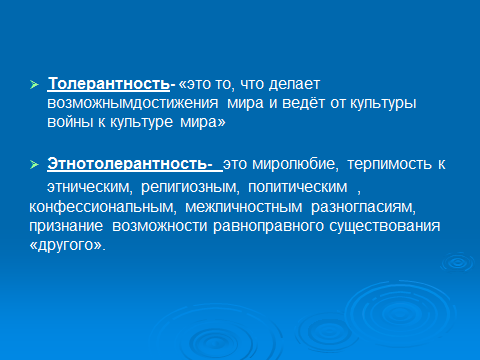 Толерантность- «это то, что делает
возможнымдостижения мира и ведёт от культуры
войны к культуре мира»
Этнотолерантность- это миролюбие, терпимость к
этническим, религиозным, политическим ,
конфессиональным, межличностным разногласиям,
признание возможности равноправного существования
«другого».